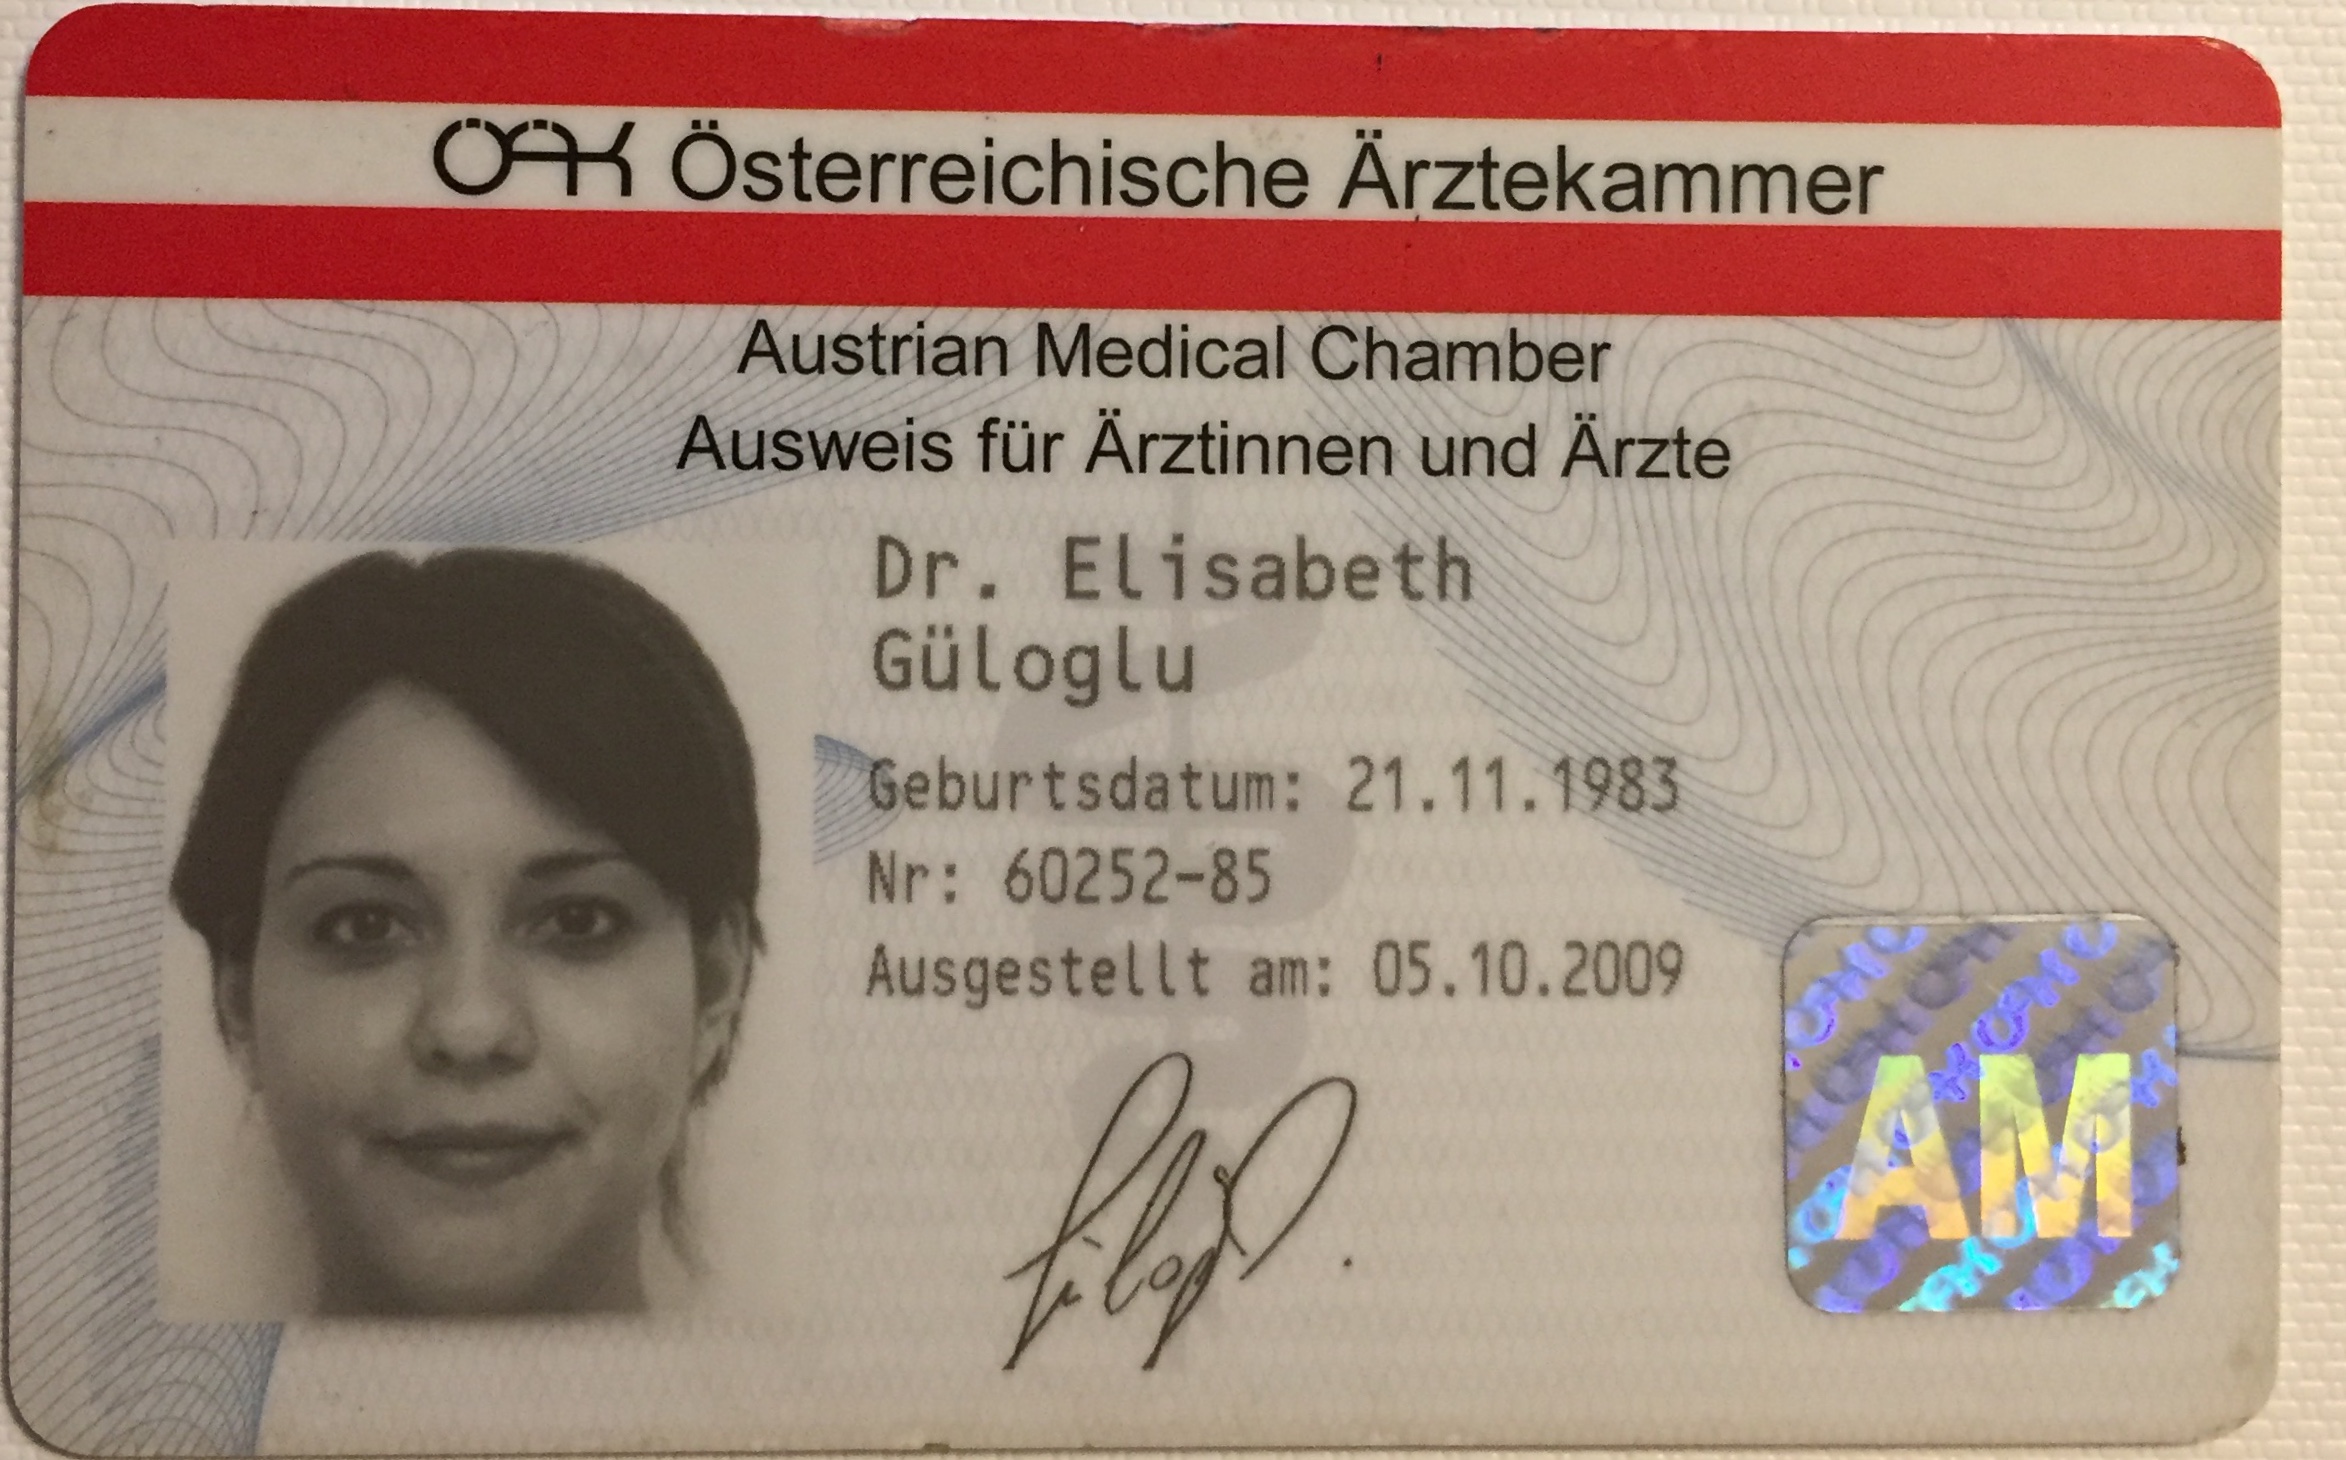 ÖÄK Österreichische Ärztekammer
Austrian Medical Chamber
Ausweis für Ärztinnen und Ärzte
Dr. Elisabeth
Güloglu
Geburtsdatum: 21.11.1983
Nr: 60252-85
Ausgestellt am: 05.10.2009
AM